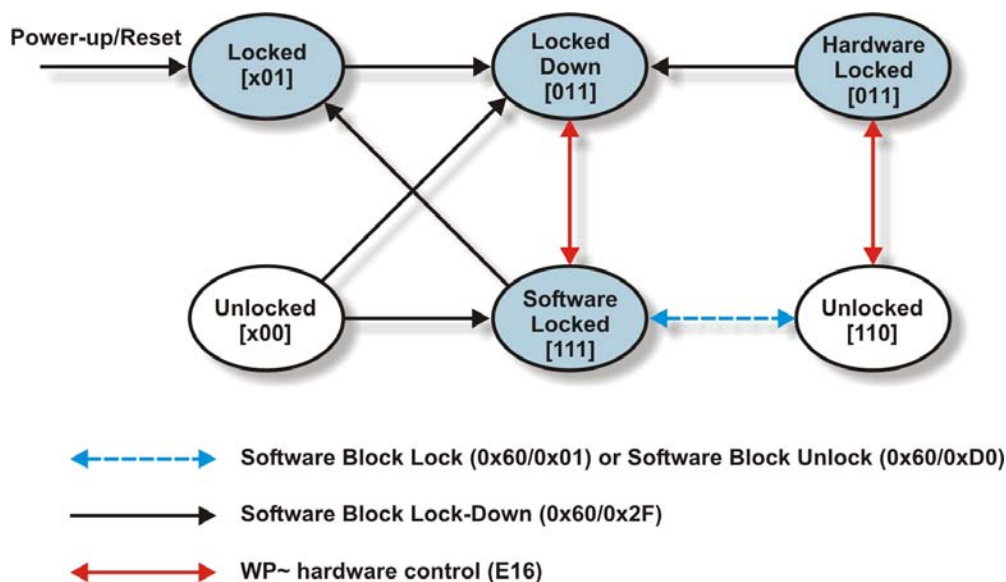 Power-up/Reset
Locked
[x01]
Locked
Down
[011]
Hardware
Locked
[011]
Unlocked
[x00]
Software
Locked
[111]
Unlocked
[110]
Software Block Lock (0x60/0x01) or Software Block Unlock (0x60/0xD0)
Software Block Lock-Down (0x60/0x2F)
WP~ hardware control (E16)